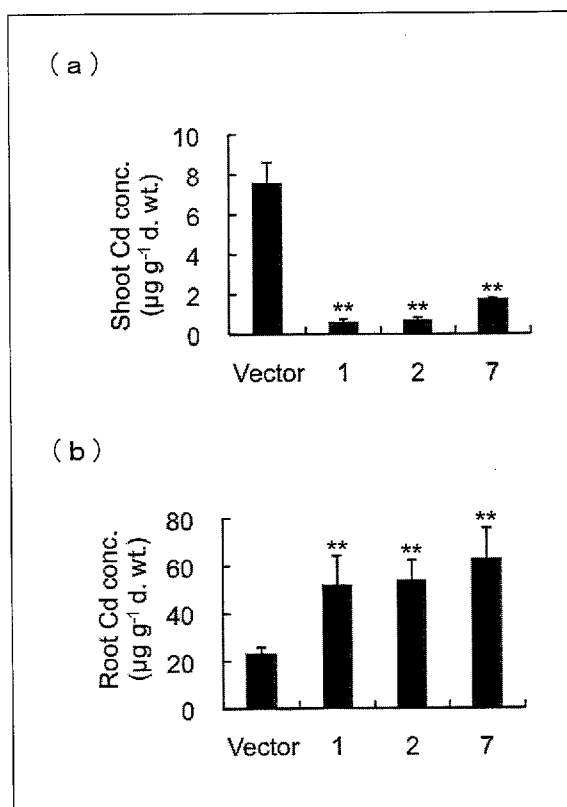 (a)
Shoot Cd conc.
(µg g⁻¹ d. wt.)
10
8
6
4
2
0
** ** **
Vector 1 2 7
(b)
Root Cd conc.
(µg g⁻¹ d. wt.)
80
60
40
20
0
** ** **
Vector 1 2 7